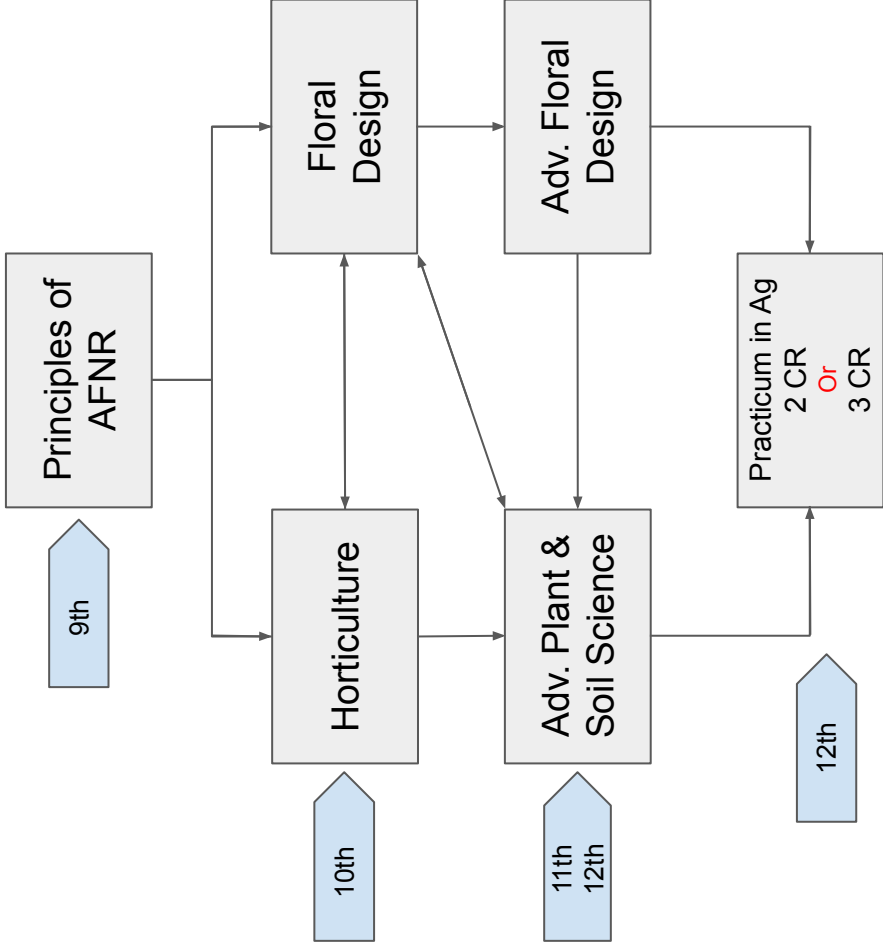 9th
Principles of
AFNR
10th
Horticulture
Floral
Design
11th
12th
Adv. Plant &
Soil Science
Adv. Floral
Design
12th
Practicum in Ag
2 CR
Or
3 CR